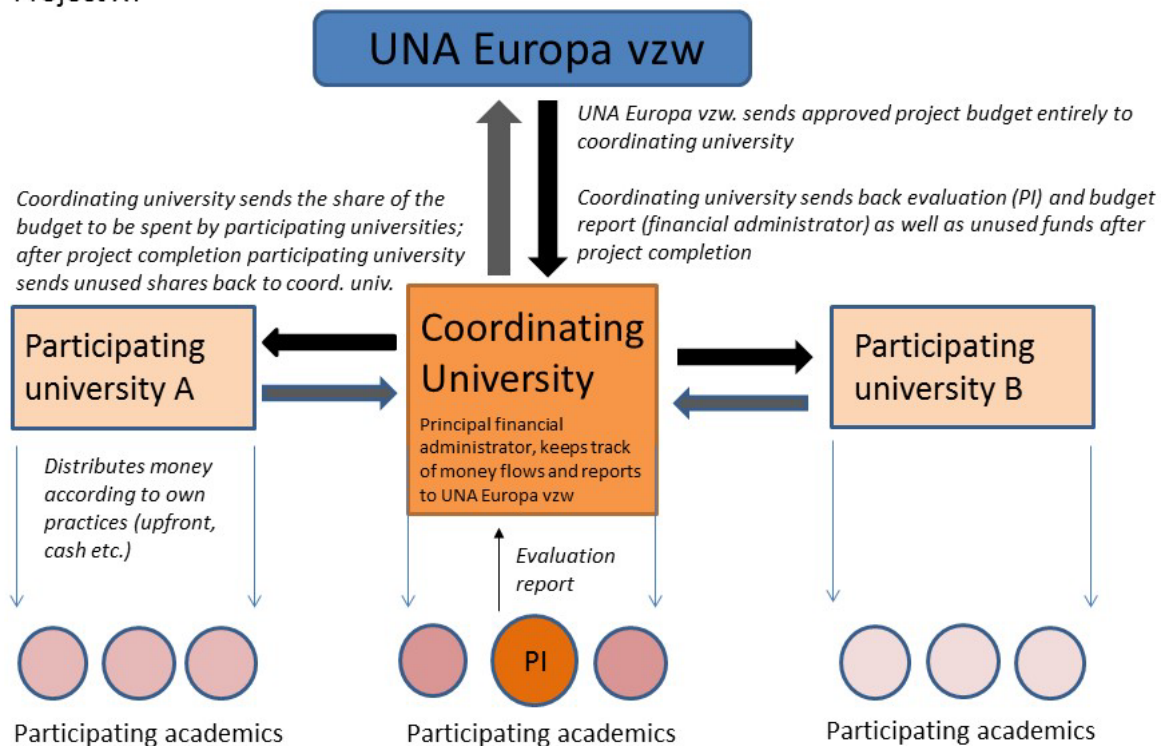 UNA Europa vzw
UNA Europa vzw. sends approved project budget entirely to
coordinating university
Coordinating university sends back evaluation (PI) and budget
report (financial administrator) as well as unused funds after
project completion
Coordinating university sends the share of the
budget to be spent by participating universities;
after project completion participating university
sends unused shares back to coord. univ.
Participating
university A
Coordinating
University
Principal financial
administrator, keeps track
of money flows and reports
to UNA Europa vzw
Participating
university B
Distributes money
according to own
practices (upfront,
cash etc.)
Evaluation
report
PI
Participating academics
Participating academics
Participating academics